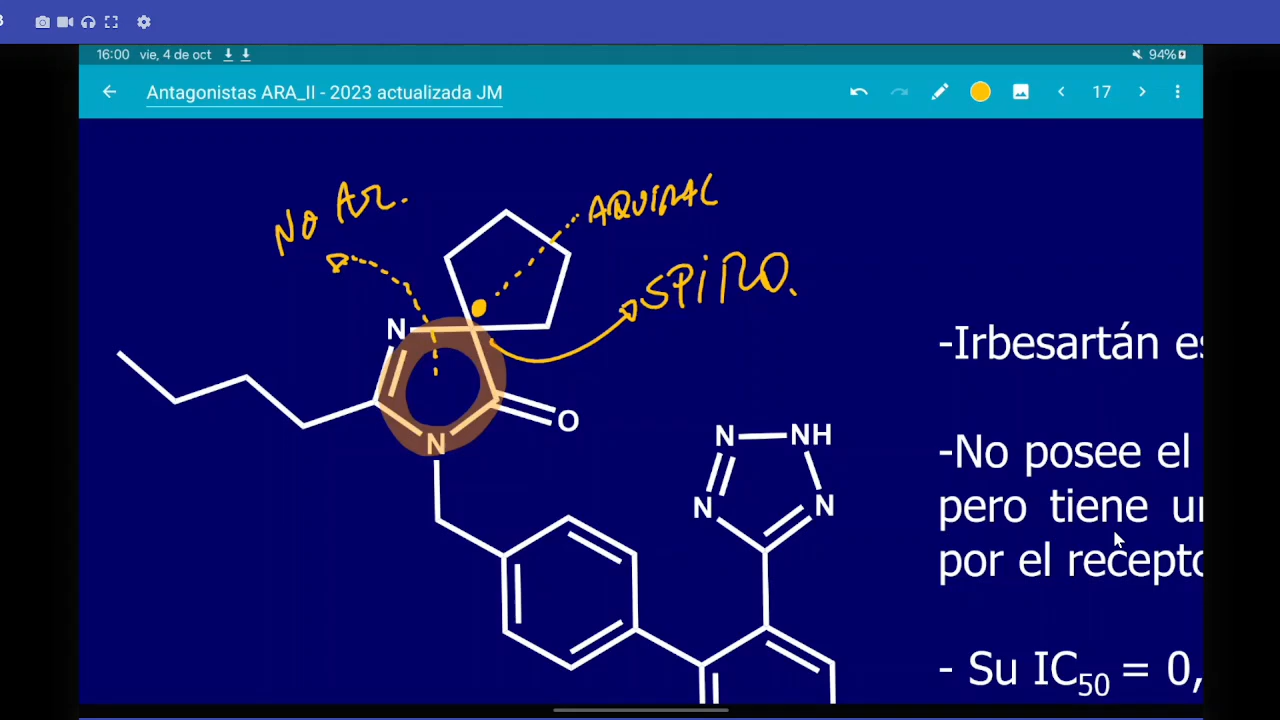 16:00 vie, 4 de oct 94%
Antagonistas ARA_II - 2023 actualizada JM
17
NO Ar.
AQUIRAL
SPIRO.
N
O
N
N
NH
N
N
-Irbesartán es
-No posee el
pero tiene un
por el recepto
- Su IC50 = 0,